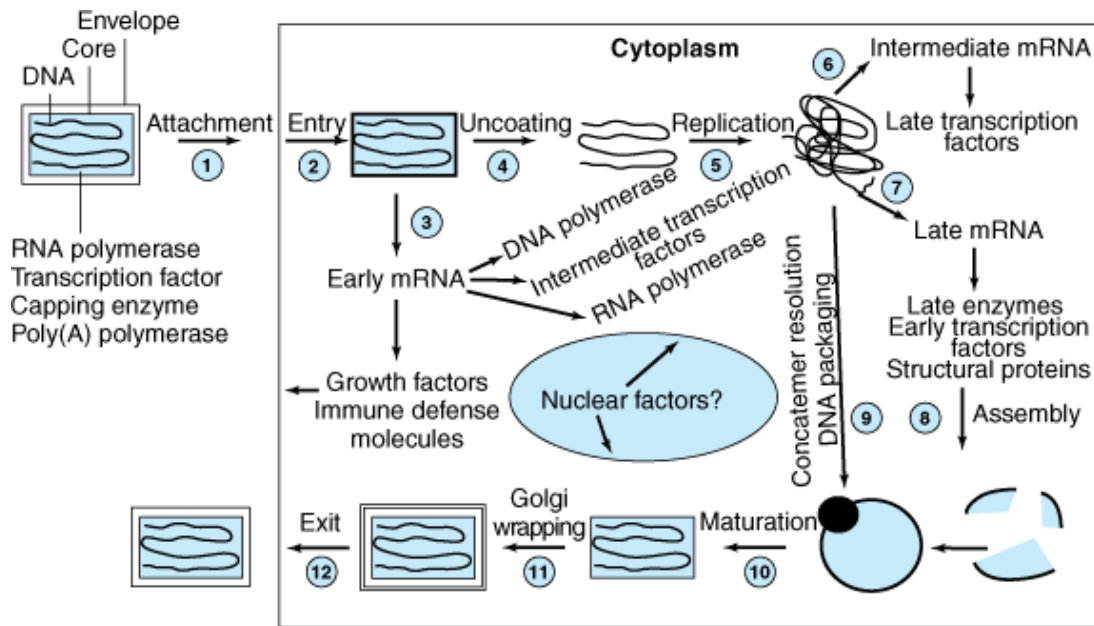 Envelope
Core
DNA
Cytoplasm
Attachment
1
Entry
2
Uncoating
4
Replication
5
6
Intermediate mRNA
Late transcription
factors
7
Late mRNA
RNA polymerase
Transcription factor
Capping enzyme
Poly(A) polymerase
3
Early mRNA
DNA polymerase
Intermediate transcription
factors
RNA polymerase
Growth factors
Immune defense
molecules
Nuclear factors?
Concatemer resolution
DNA packaging
9
Late enzymes
Early transcription
factors
Structural proteins
8
Assembly
Exit
12
Golgi
wrapping
11
Maturation
10